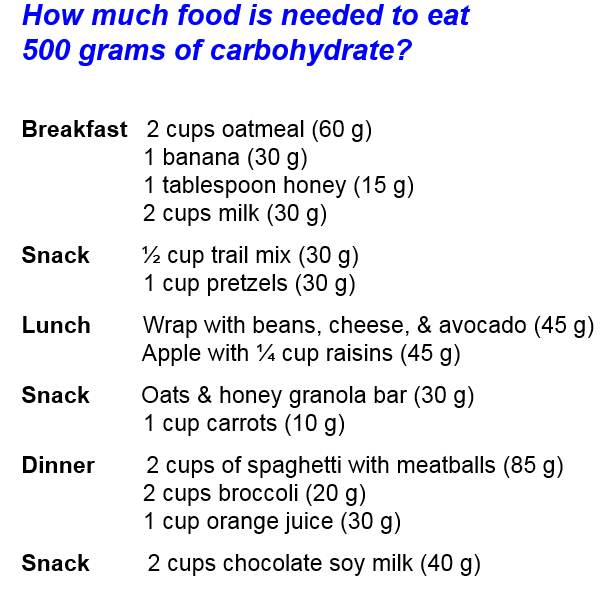 How much food is needed to eat
500 grams of carbohydrate?
Breakfast 2 cups oatmeal (60 g)
1 banana (30 g)
1 tablespoon honey (15 g)
2 cups milk (30 g)
Snack ½ cup trail mix (30 g)
1 cup pretzels (30 g)
Lunch Wrap with beans, cheese, & avocado (45 g)
Apple with ¼ cup raisins (45 g)
Snack Oats & honey granola bar (30 g)
1 cup carrots (10 g)
Dinner 2 cups of spaghetti with meatballs (85 g)
2 cups broccoli (20 g)
1 cup orange juice (30 g)
Snack 2 cups chocolate soy milk (40 g)